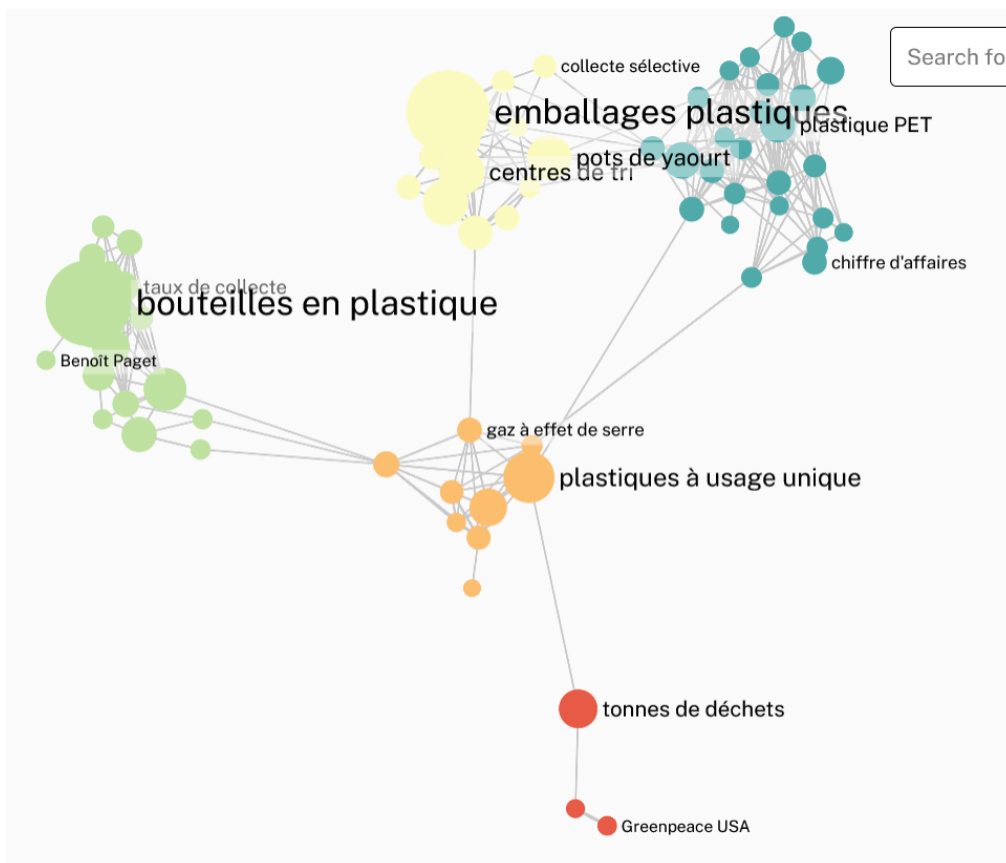 collecte sélective
Search fo
emballages plastiques
plastique PET
pots de yaourt
centres de tri
chiffre d'affaires
taux de collecte
bouteilles en plastique
Benoît Paget
gaz à effet de serre
plastiques à usage unique
tonnes de déchets
Greenpeace USA